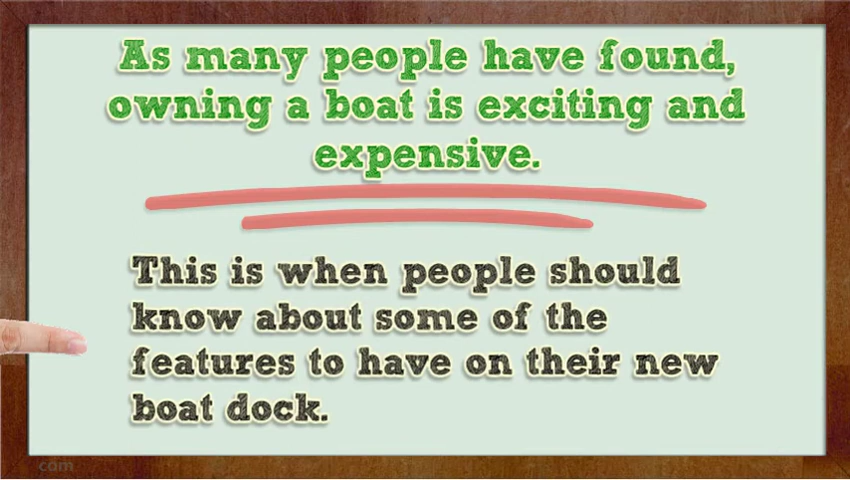 As many people have found,
owning a boat is exciting and
expensive.
This is when people should
know about some of the
features to have on their new
boat dock.
cdm